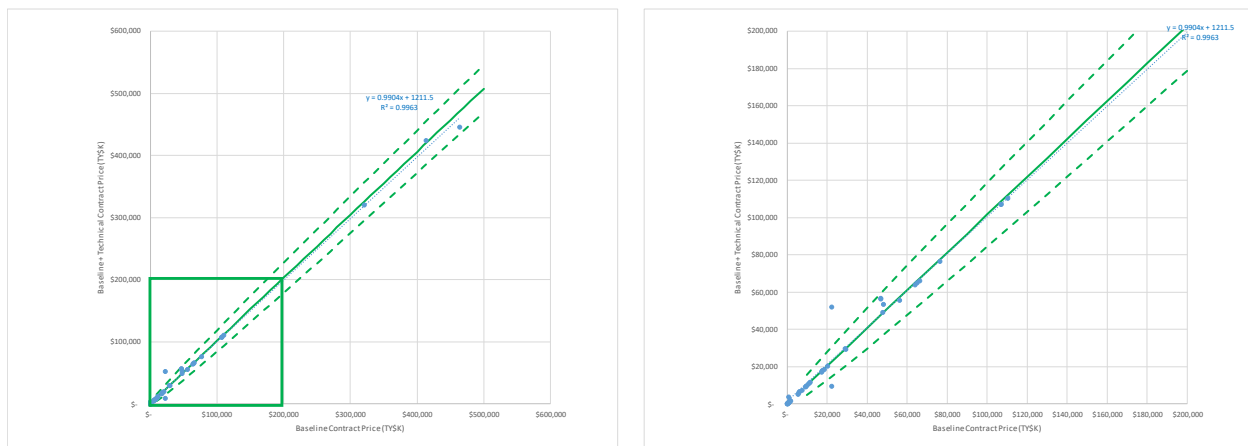 $600,000
$500,000
$400,000
$300,000
$200,000
$100,000
$-
Baseline + Technical Contract Price (TY$K)
y = 0.9904x + 1211.5
R² = 0.9963
$- $100,000 $200,000 $300,000 $400,000 $500,000 $600,000
Baseline Contract Price (TY$K)
$200,000
$180,000
$160,000
$140,000
$120,000
$100,000
$80,000
$60,000
$40,000
$20,000
$-
Baseline + Technical Contract Price (TY$K)
y = 0.9904x + 1211.5
R² = 0.9963
$- $20,000 $40,000 $60,000 $80,000 $100,000 $120,000 $140,000 $160,000 $180,000 $200,000
Baseline Contract Price (TY$K)